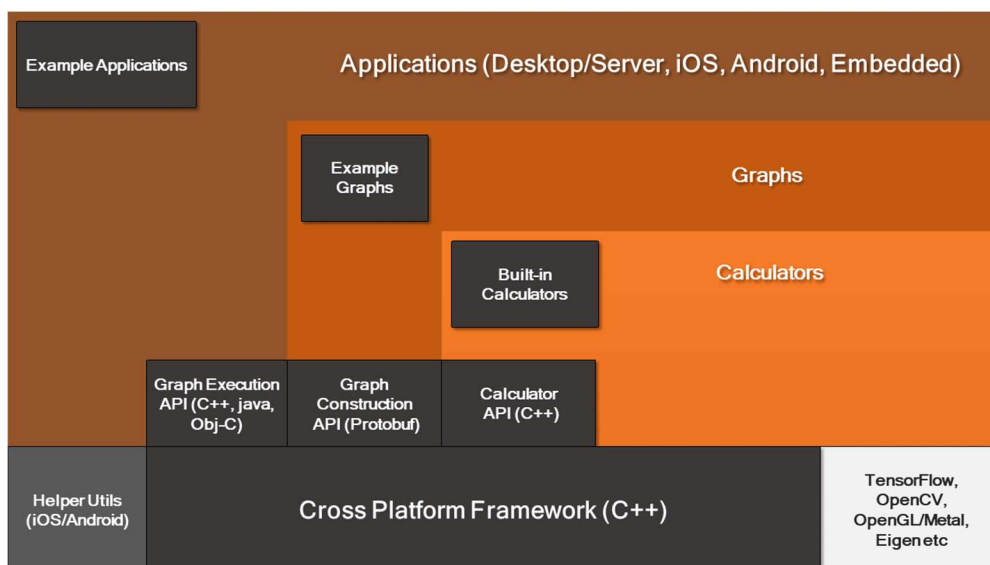 Example Applications
Applications (Desktop/Server, iOS, Android, Embedded)
Example
Graphs
Graphs
Built-in
Calculators
Calculators
Graph Execution
API (C++, java,
Obj-C)
Graph
Construction
API (Protobuf)
Calculator
API (C++)
Helper Utils
(iOS/Android)
Cross Platform Framework (C++)
TensorFlow,
OpenCV,
OpenGL/Metal,
Eigen etc